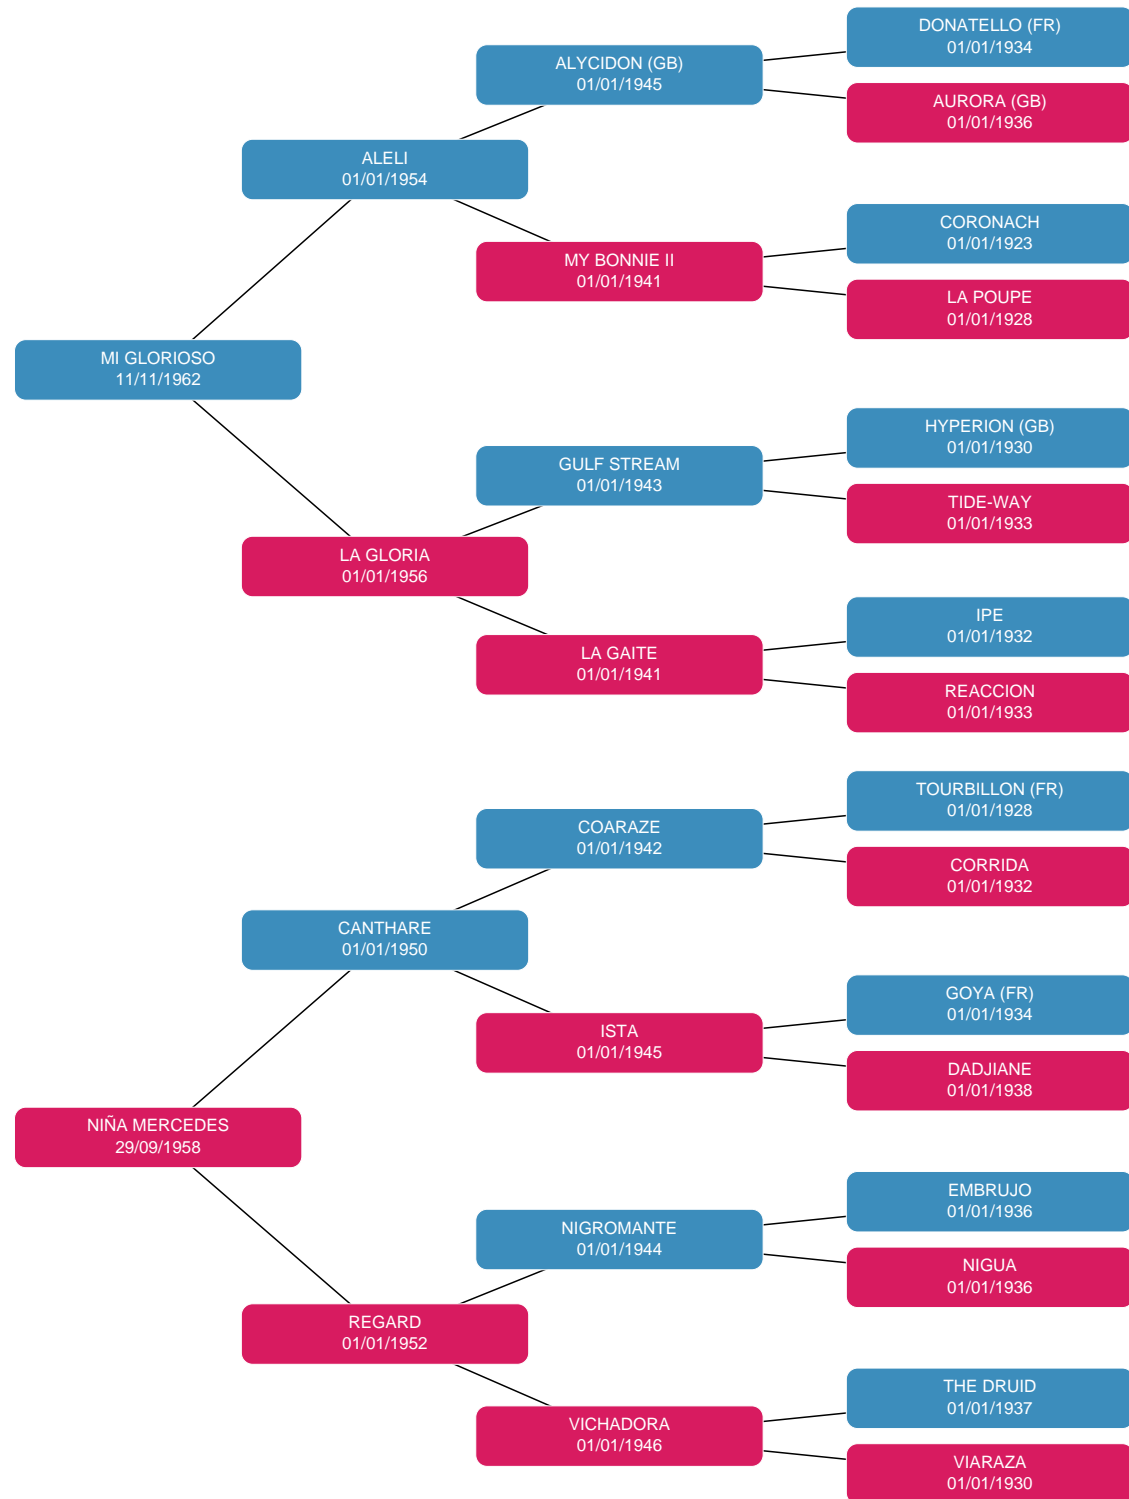 DONATELLO (FR)
01/01/1934
ALYCIDON (GB)
01/01/1945
AURORA (GB)
01/01/1936
ALELI
01/01/1954
CORONACH
01/01/1923
MY BONNIE II
01/01/1941
LA POUPE
01/01/1928
MI GLORIOSO
11/11/1962
HYPERION (GB)
01/01/1930
GULF STREAM
01/01/1943
TIDE-WAY
01/01/1933
LA GLORIA
01/01/1956
IPE
01/01/1932
LA GAITE
01/01/1941
REACCION
01/01/1933
TOURBILLON (FR)
01/01/1928
COARAZE
01/01/1942
CORRIDA
01/01/1932
CANTHARE
01/01/1950
GOYA (FR)
01/01/1934
ISTA
01/01/1945
DADJIANE
01/01/1938
NIÑA MERCEDES
29/09/1958
EMBRUJO
01/01/1936
NIGROMANTE
01/01/1944
NIGUA
01/01/1936
REGARD
01/01/1952
THE DRUID
01/01/1937
VICHADORA
01/01/1946
VIARAZA
01/01/1930